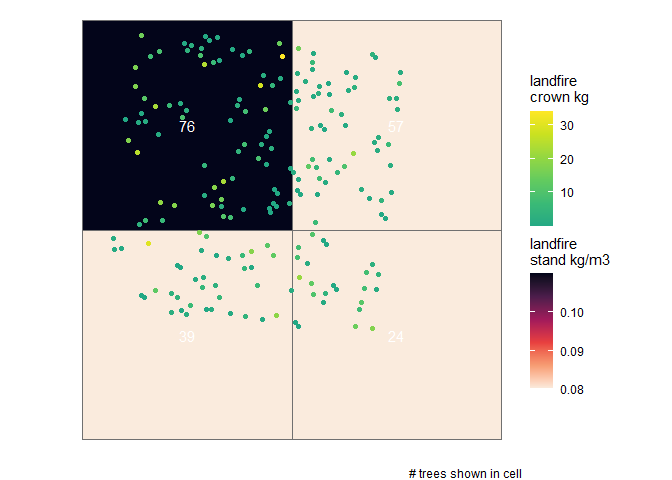 76
57
39
24
landfire
crown kg
30
20
10
landfire
stand kg/m3
0.10
0.09
0.08
# trees shown in cell